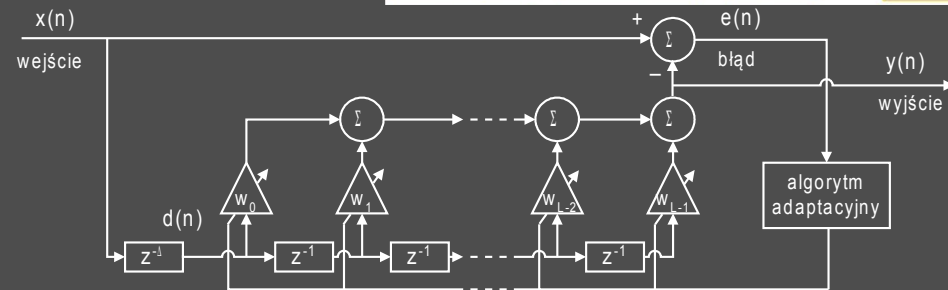 x(n)
wejście
+
Σ
e(n)
błąd
−
y(n)
wyjście
Σ
Σ
Σ
w0
w1
wL-2
wL-1
algorytm
adaptacyjny
d(n)
z-Δ
z-1
z-1
z-1